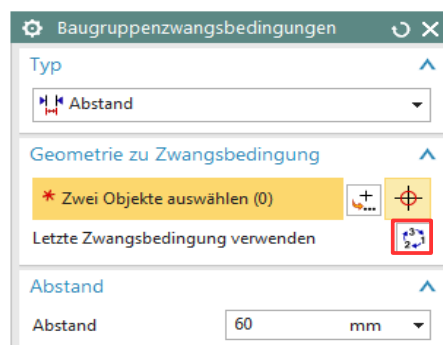 Baugruppenzwangsbedingungen
Typ
Abstand
Geometrie zu Zwangsbedingung
* Zwei Objekte auswählen (0)
Letzte Zwangsbedingung verwenden
Abstand
Abstand 60 mm